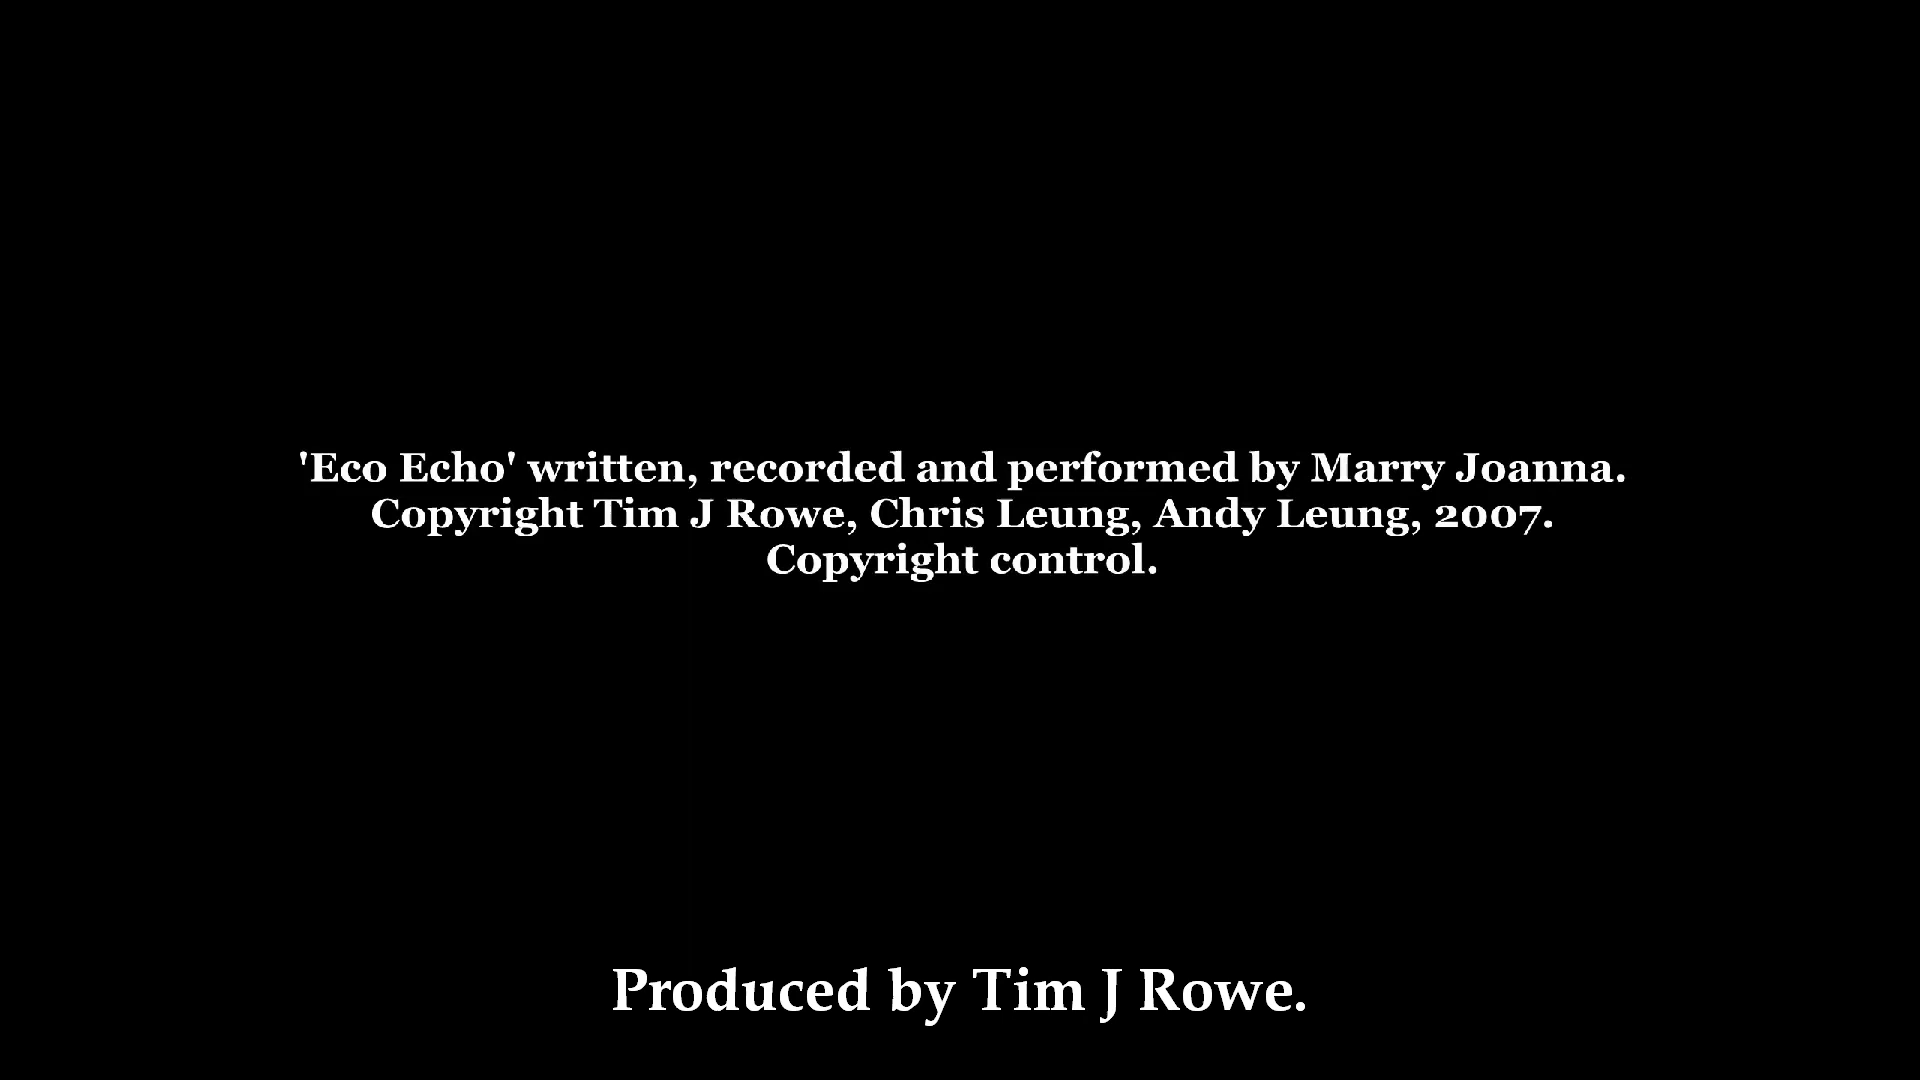 'Eco Echo' written, recorded and performed by Marry Joanna.
Copyright Tim J Rowe, Chris Leung, Andy Leung, 2007.
Copyright control.
Produced by Tim J Rowe.